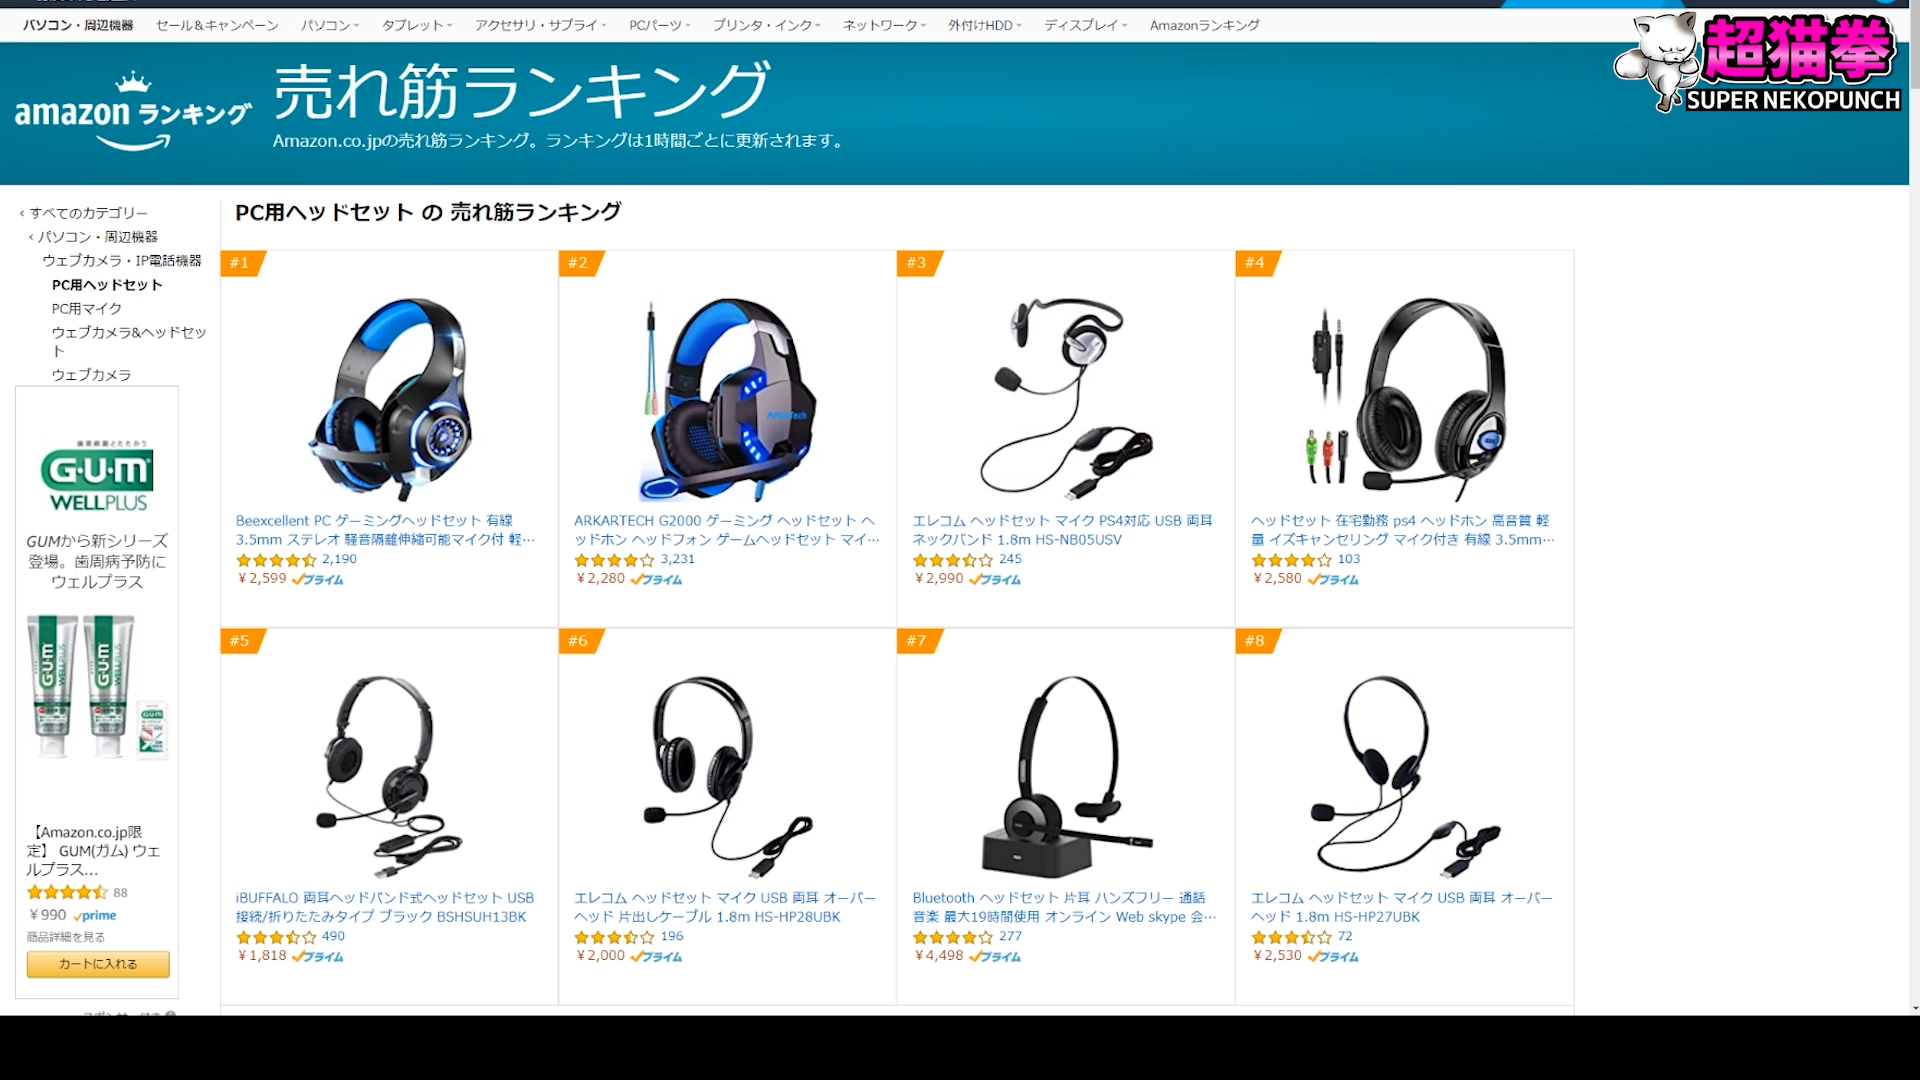 パソコン・周辺機器 セール&キャンペーン パソコン タブレット アクセサリ・サプライ PCパーツ プリンタ・インク ネットワーク 外付けHDD ディスプレイ Amazonランキング
超猫拳
SUPER NEKOPUNCH
amazon ランキング
売れ筋ランキング
Amazon.co.jpの売れ筋ランキング。ランキングは1時間ごとに更新されます。
‹ すべてのカテゴリー
‹ パソコン・周辺機器
ウェブカメラ・IP電話機器
PC用ヘッドセット
PC用マイク
ウェブカメラ&ヘッドセッ
ト
ウェブカメラ
歯周病菌とたたかう
G·U·M
WELLPLUS
GUMから新シリーズ
登場。歯周病予防に
ウェルプラス
【Amazon.co.jp限
定】 GUM(ガム) ウェ
ルプラス...
88
¥990 prime
商品詳細を見る
カートに入れる
PC用ヘッドセット の 売れ筋ランキング
#1
Beexcellent PC ゲーミングヘッドセット 有線
3.5mm ステレオ 騒音隔離伸縮可能マイク付 軽…
2,190
¥2,599 プライム
#2
ARKARTECH G2000 ゲーミング ヘッドセット ヘ
ッドホン ヘッドフォン ゲームヘッドセット マイ…
3,231
¥2,280 プライム
#3
エレコム ヘッドセット マイク PS4対応 USB 両耳
ネックバンド 1.8m HS-NB05USV
245
¥2,990 プライム
#4
ヘッドセット 在宅勤務 ps4 ヘッドホン 高音質 軽
量 イズキャンセリング マイク付き 有線 3.5mm…
103
¥2,580 プライム
#5
iBUFFALO 両耳ヘッドバンド式ヘッドセット USB
接続/折りたたみタイプ ブラック BSHSUH13BK
490
¥1,818 プライム
#6
エレコム ヘッドセット マイク USB 両耳 オーバー
ヘッド 片出しケーブル 1.8m HS-HP28UBK
196
¥2,000 プライム
#7
Bluetooth ヘッドセット 片耳 ハンズフリー 通話
音楽 最大19時間使用 オンライン Web skype 会…
277
¥4,498 プライム
#8
エレコム ヘッドセット マイク USB 両耳 オーバー
ヘッド 1.8m HS-HP27UBK
72
¥2,530 プライム